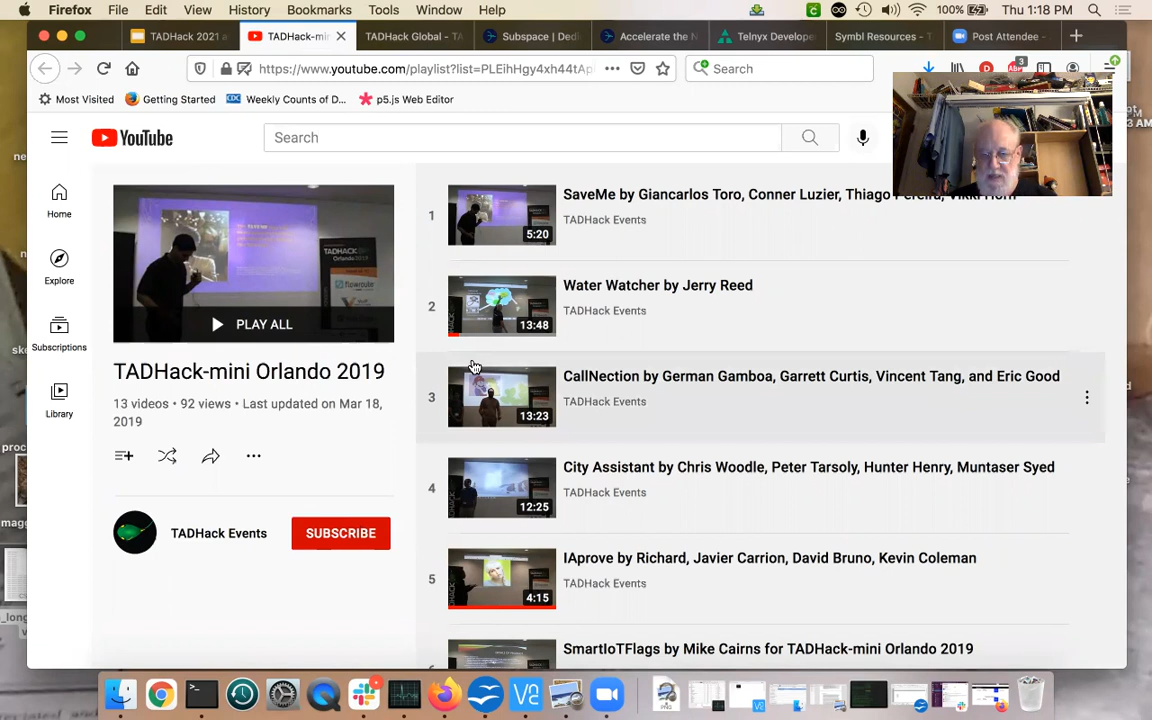 Firefox File Edit View History Bookmarks Tools Window Help 100% Thu 1:18 PM
TADHack 2021 a TADHack-mi TADHack Global - TA Subspace | Dedi Accelerate the N Telnyx Develope Symbl Resources - T Post Attendee -
https://www.youtube.com/playlist?list=PLEihHgy4xh44tApl Search 3
Most Visited Getting Started Weekly Counts of D... p5.js Web Editor
YouTube
Search
Home
Explore
Subscriptions
Library
PLAY ALL
TADHack-mini Orlando 2019
13 videos • 92 views • Last updated on Mar 18,
2019
TADHack Events SUBSCRIBE
1 SaveMe by Giancarlos Toro, Conner Luzier, Thiago Pereira, Vikki Horn
TADHack Events
5:20
2 Water Watcher by Jerry Reed
TADHack Events
13:48
3 CallNection by German Gamboa, Garrett Curtis, Vincent Tang, and Eric Good
TADHack Events
13:23
4 City Assistant by Chris Woodle, Peter Tarsoly, Hunter Henry, Muntaser Syed
TADHack Events
12:25
5 IAprove by Richard, Javier Carrion, David Bruno, Kevin Coleman
TADHack Events
4:15
SmartIoTFlags by Mike Cairns for TADHack-mini Orlando 2019